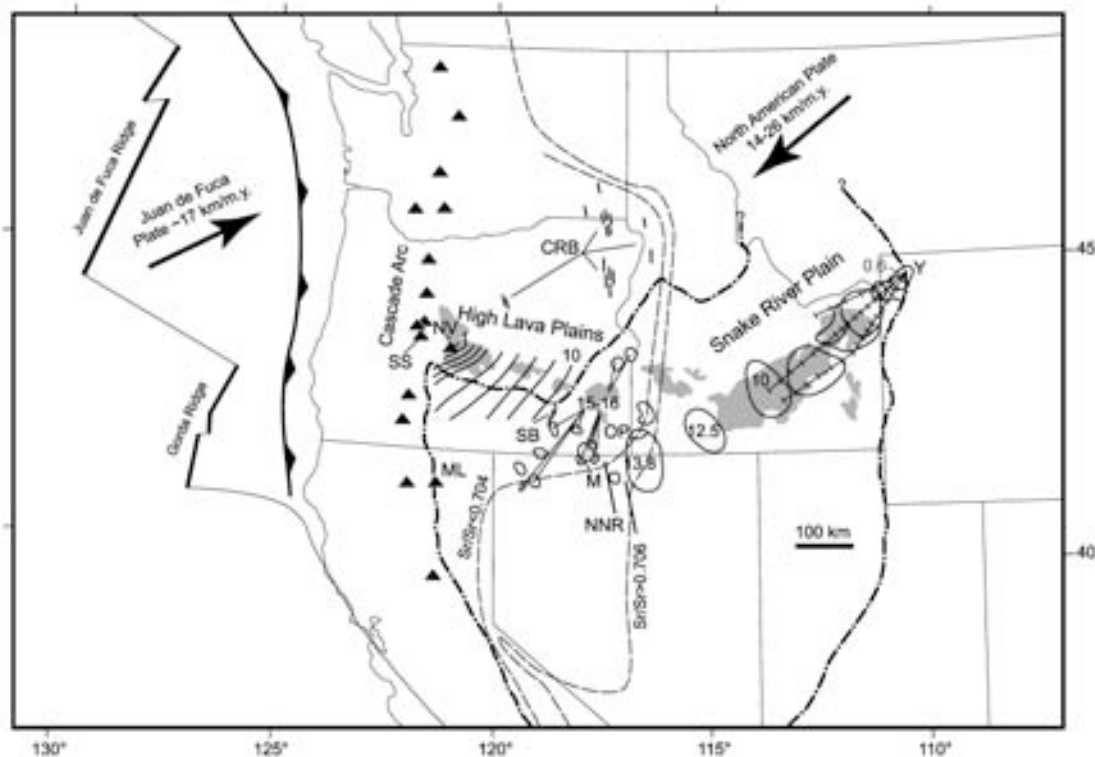 North American Plate
14-26 km/m.y.
Juan de Fuca Ridge
Juan de Fuca
Plate ~17 km/m.y.
45
CRB
0.6
Y
Cascade Arc
High Lava Plains
Snake River Plain
NV
SS
10
10
15-16
SB
OP
12.5
ML
M
13.8
Gorda Ridge
Sr/Sr≤0.704
NNR
Sr/Sr>0.706
100 km
40
130°
125°
120°
115°
110°